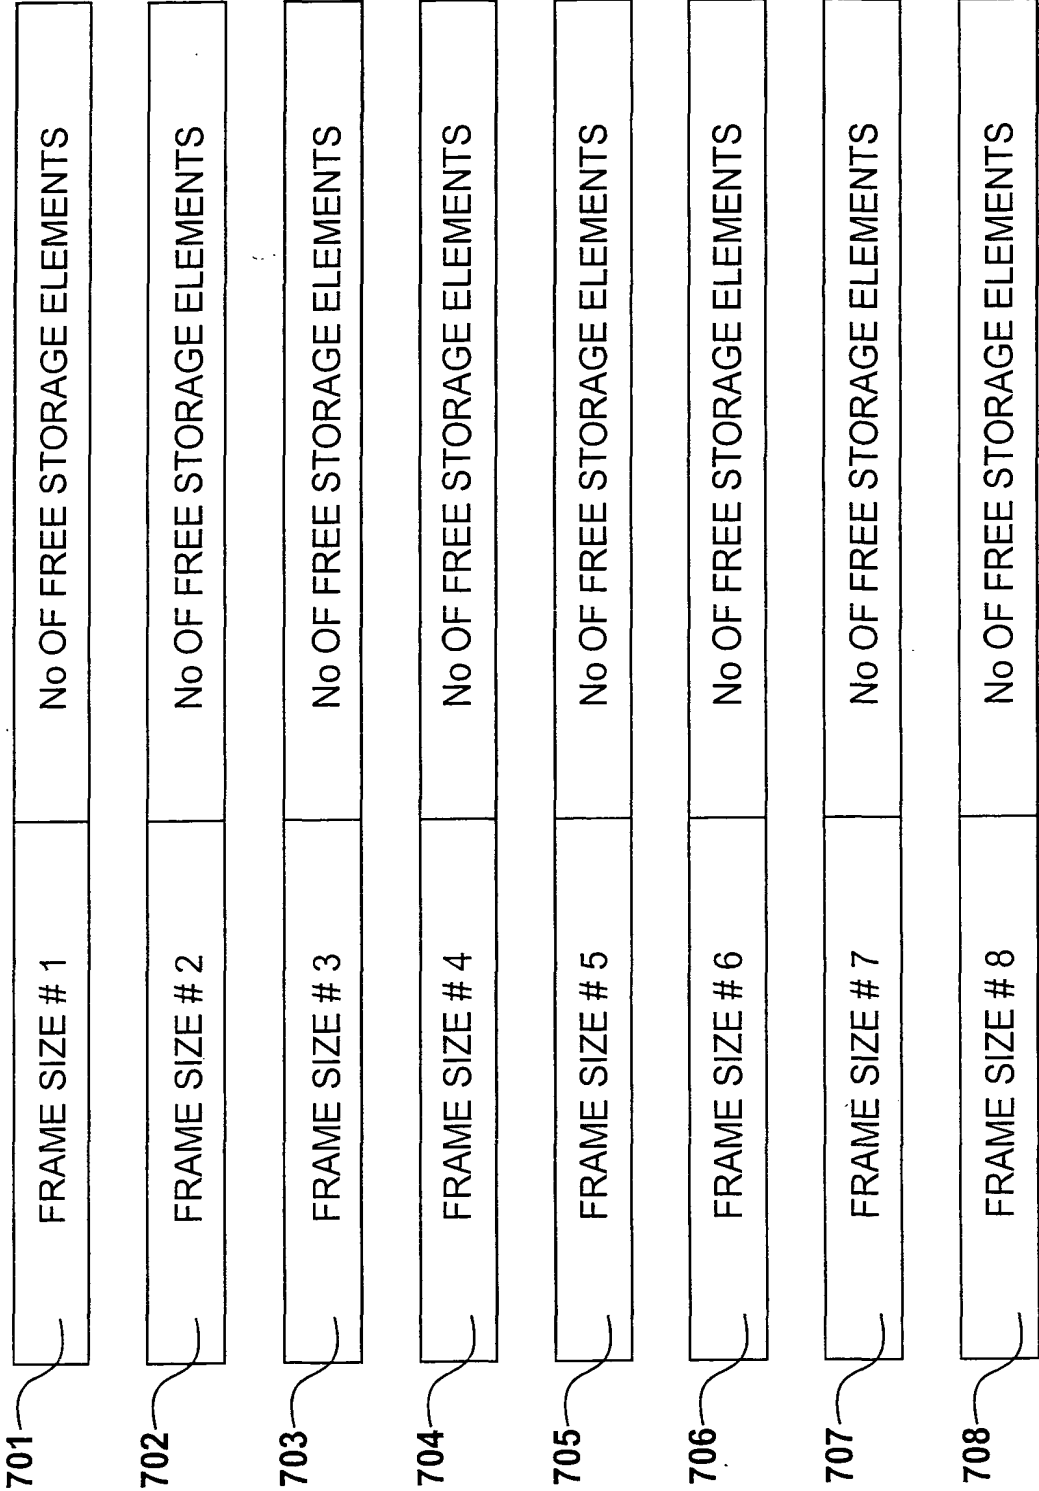 701 FRAME SIZE # 1 No OF FREE STORAGE ELEMENTS
702 FRAME SIZE # 2 No OF FREE STORAGE ELEMENTS
703 FRAME SIZE # 3 No OF FREE STORAGE ELEMENTS
704 FRAME SIZE # 4 No OF FREE STORAGE ELEMENTS
705 FRAME SIZE # 5 No OF FREE STORAGE ELEMENTS
706 FRAME SIZE # 6 No OF FREE STORAGE ELEMENTS
707 FRAME SIZE # 7 No OF FREE STORAGE ELEMENTS
708 FRAME SIZE # 8 No OF FREE STORAGE ELEMENTS